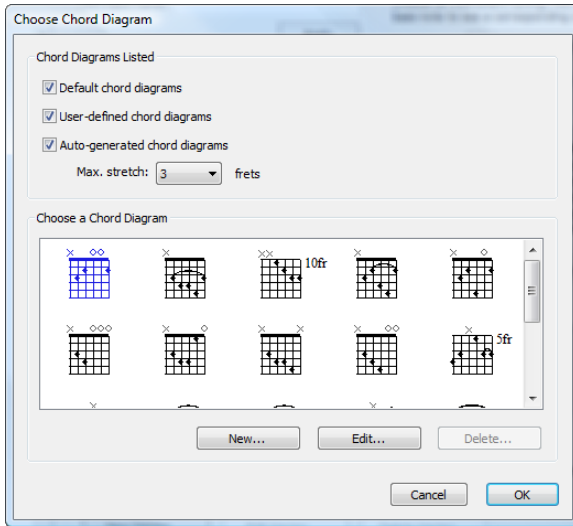 Choose Chord Diagram
Chord Diagrams Listed
Default chord diagrams
User-defined chord diagrams
Auto-generated chord diagrams
Max. stretch: 3 frets
Choose a Chord Diagram
10fr
5fr
New... Edit... Delete...
Cancel OK